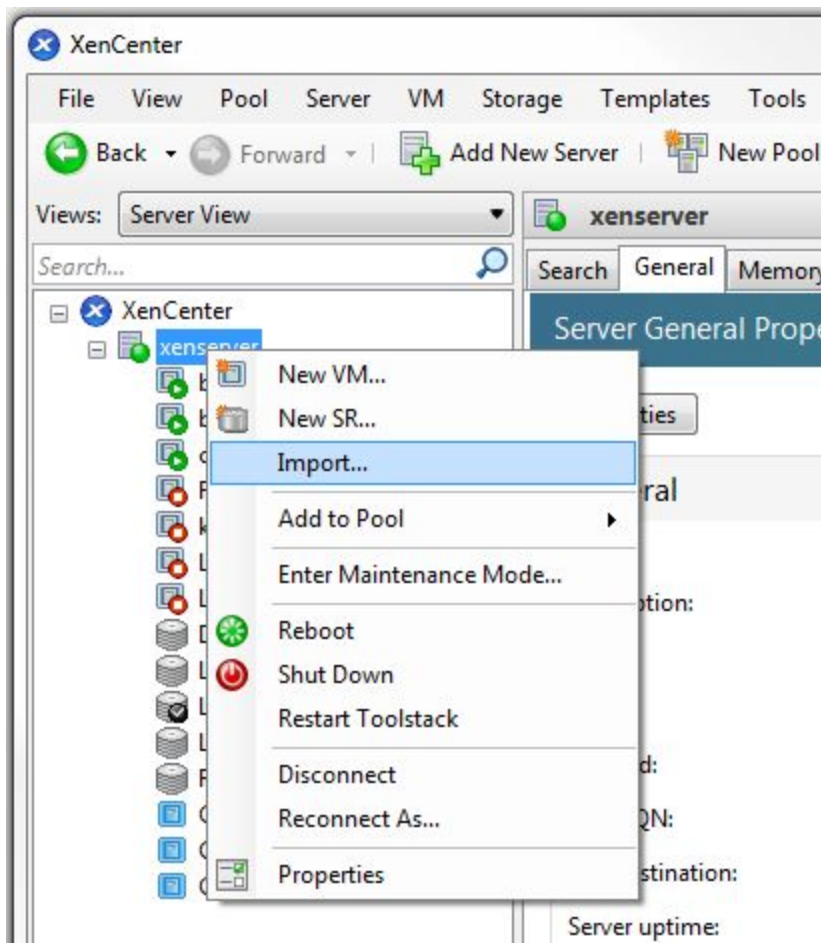 XenCenter
File View Pool Server VM Storage Templates Tools
Back Forward Add New Server New Pool
Views: Server View
xenserver
Search...
Search General Memory
XenCenter
Server General Prope
xenserver
New VM...
New SR...
ties
Import...
ral
Add to Pool
Enter Maintenance Mode...
ption:
Reboot
Shut Down
Restart Toolstack
Disconnect
d:
Reconnect As...
QN:
Properties
stination:
Server uptime: